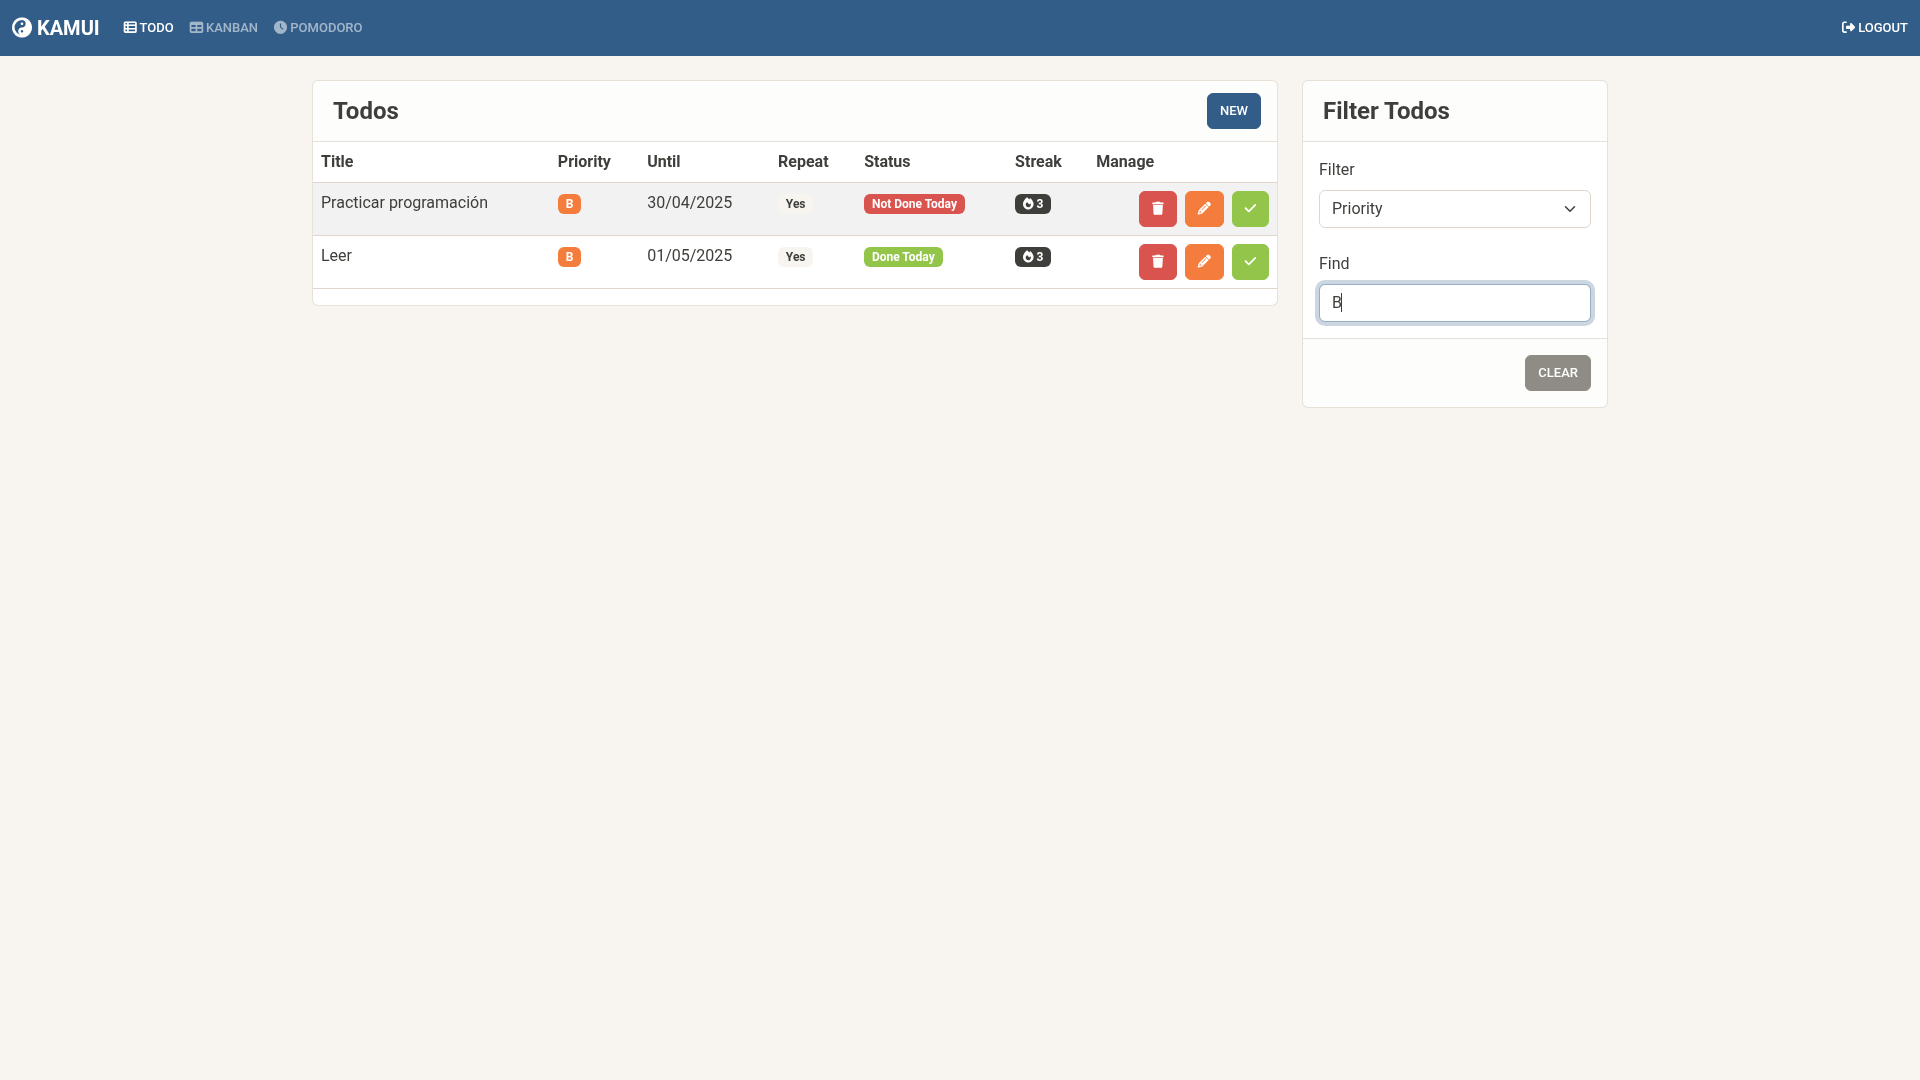 KAMUI TODO KANBAN POMODORO LOGOUT
Todos NEW
Title Priority Until Repeat Status Streak Manage
Practicar programación B 30/04/2025 Yes Not Done Today 3
Leer B 01/05/2025 Yes Done Today 3
Filter Todos
Filter
Priority
Find
B
CLEAR